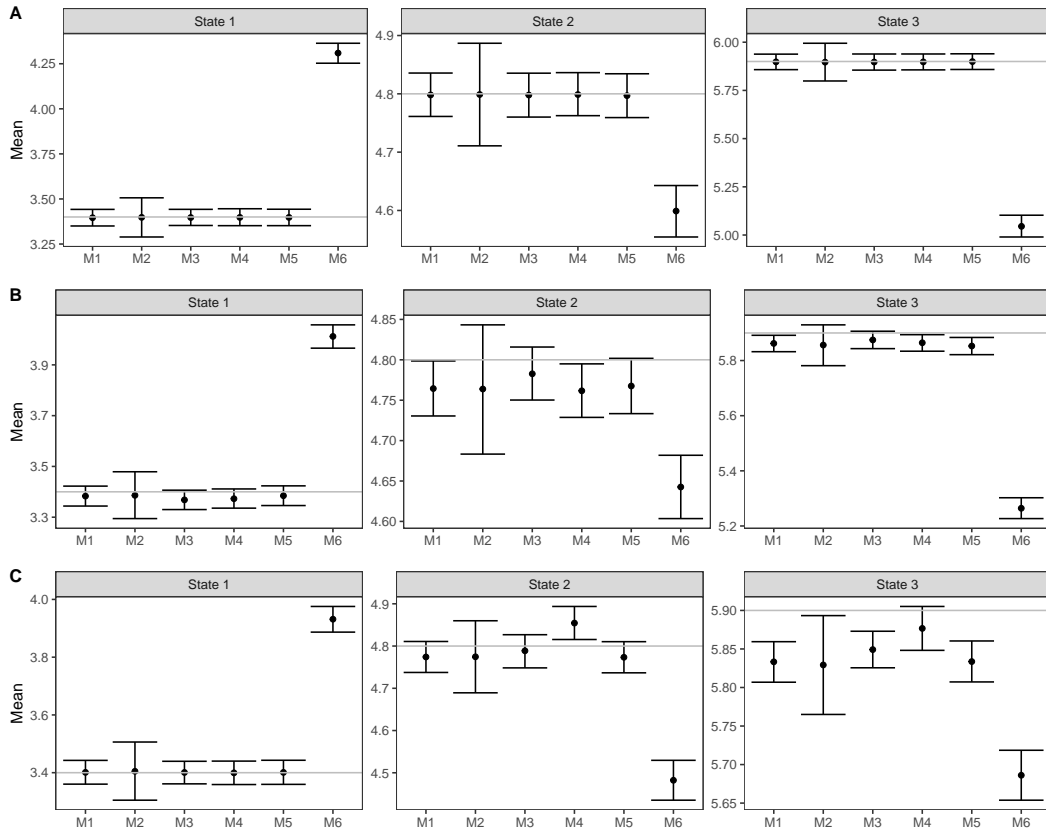 A
State 1
State 2
State 3
Mean
4.25
4.00
3.75
3.50
3.25
4.9
4.8
4.7
4.6
6.00
5.75
5.50
5.25
5.00
M1 M2 M3 M4 M5 M6
M1 M2 M3 M4 M5 M6
M1 M2 M3 M4 M5 M6
B
State 1
State 2
State 3
Mean
3.9
3.7
3.5
3.3
4.85
4.80
4.75
4.70
4.65
4.60
5.8
5.6
5.4
5.2
M1 M2 M3 M4 M5 M6
M1 M2 M3 M4 M5 M6
M1 M2 M3 M4 M5 M6
C
State 1
State 2
State 3
Mean
4.0
3.8
3.6
3.4
4.9
4.8
4.7
4.6
4.5
5.90
5.85
5.80
5.75
5.70
5.65
M1 M2 M3 M4 M5 M6
M1 M2 M3 M4 M5 M6
M1 M2 M3 M4 M5 M6